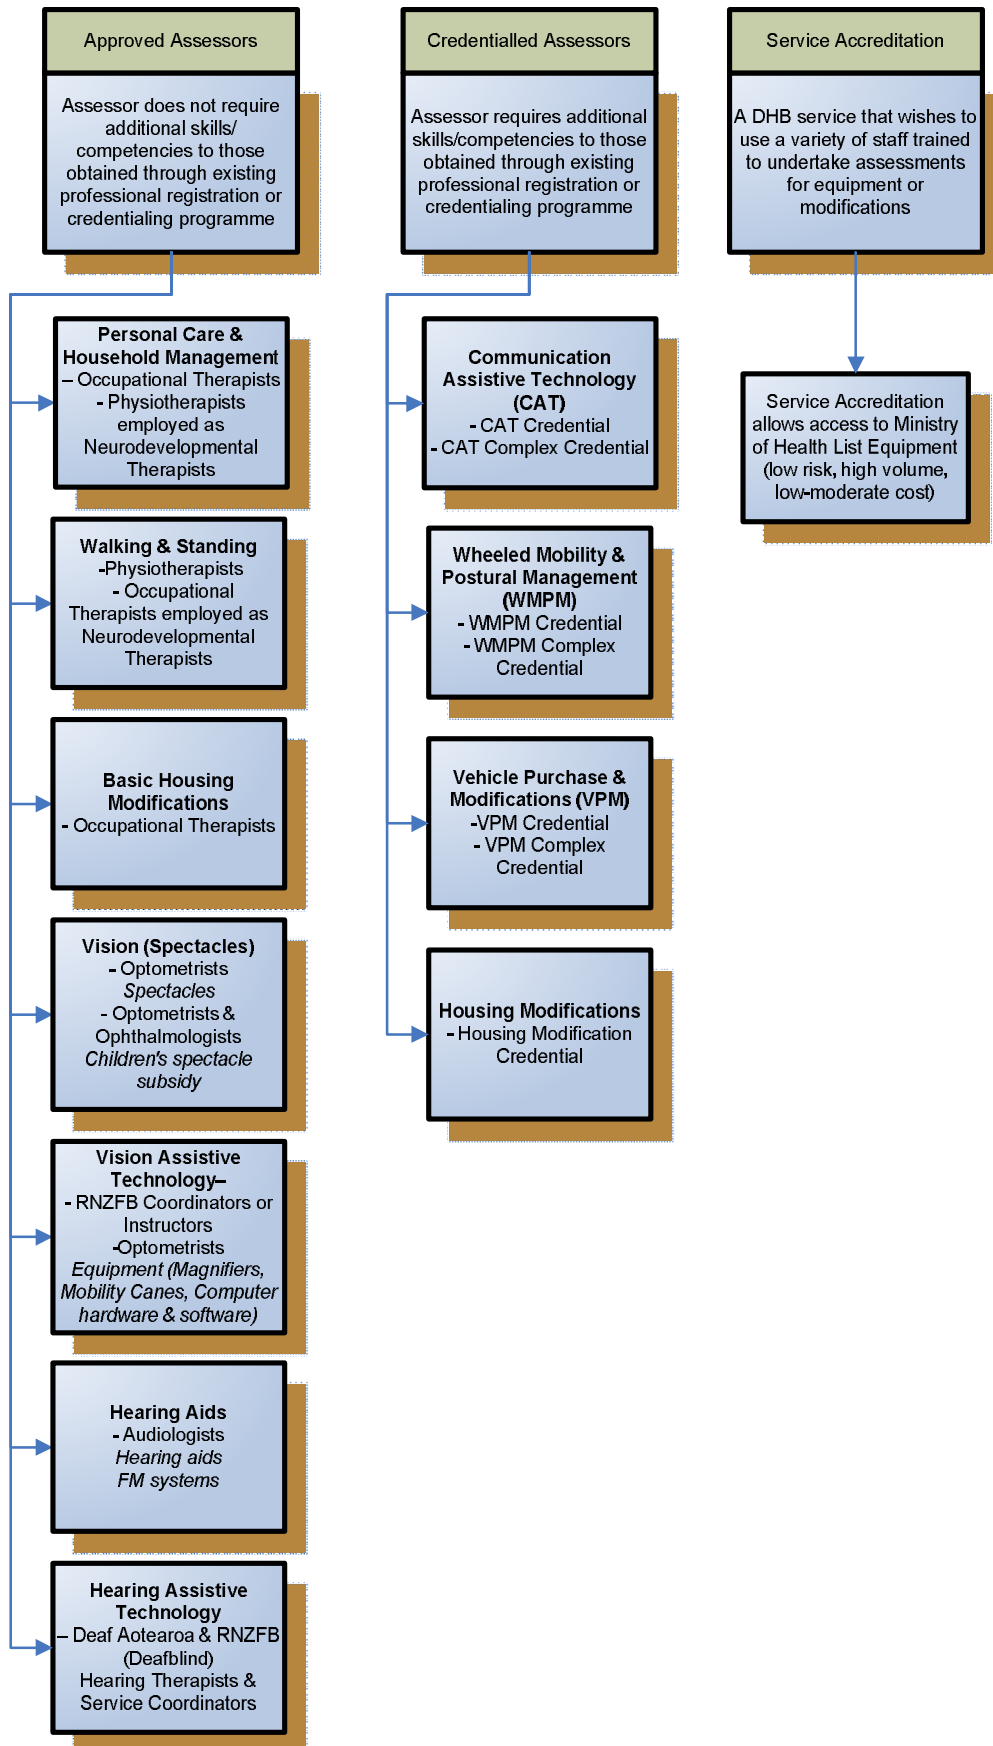 Approved Assessors
Assessor does not require
additional skills/
competencies to those
obtained through existing
professional registration or
credentialing programme
Personal Care &
Household Management
– Occupational Therapists
- Physiotherapists
employed as
Neurodevelopmental
Therapists
Walking & Standing
-Physiotherapists
- Occupational
Therapists employed as
Neurodevelopmental
Therapists
Basic Housing
Modifications
- Occupational Therapists
Vision (Spectacles)
- Optometrists
Spectacles
- Optometrists &
Ophthalmologists
Children's spectacle
subsidy
Vision Assistive
Technology–
- RNZFB Coordinators or
Instructors
-Optometrists
Equipment (Magnifiers,
Mobility Canes, Computer
hardware & software)
Hearing Aids
- Audiologists
Hearing aids
FM systems
Hearing Assistive
Technology
– Deaf Aotearoa & RNZFB
(Deafblind)
Hearing Therapists &
Service Coordinators
Credentialled Assessors
Assessor requires additional
skills/competencies to those
obtained through existing
professional registration or
credentialing programme
Communication
Assistive Technology
(CAT)
- CAT Credential
- CAT Complex Credential
Wheeled Mobility &
Postural Management
(WMPM)
- WMPM Credential
- WMPM Complex
Credential
Vehicle Purchase &
Modifications (VPM)
-VPM Credential
- VPM Complex
Credential
Housing Modifications
- Housing Modification
Credential
Service Accreditation
A DHB service that wishes to
use a variety of staff trained
to undertake assessments
for equipment or
modifications
Service Accreditation
allows access to Ministry
of Health List Equipment
(low risk, high volume,
low-moderate cost)